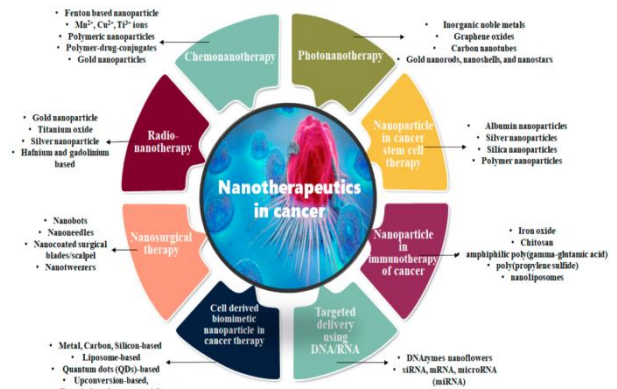 • Fenton based nanoparticle
• Mn²⁺, Cu²⁺, Ti³⁺ ions
• Polymeric nanoparticles
• Polymer-drug-conjugates
• Gold nanoparticles
Chemonanotherapy
Photonanotherapy
• Inorganic noble metals
• Graphene oxides
• Carbon nanotubes
• Gold nanorods, nanoshells, and nanostars
• Gold nanoparticle
• Titanium oxide
• Silver nanoparticle
• Hafnium and gadolinium
based
Radio-
nanotherapy
Nanoparticle
in cancer
stem cell
therapy
• Albumin nanoparticles
• Silver nanoparticles
• Silica nanoparticles
• Polymer nanoparticles
Nanotherapeutics
in cancer
• Nanobots
• Nanoneedles
• Nanocoated surgical
blades/scalpel
• Nanotweezers
Nanosurgical
therapy
Nanoparticle
in
immunotherapy
of cancer
• Iron oxide
• Chitosan
• amphiphilic poly(gamma-glutamic acid)
• poly(propylene sulfide)
• nanoliposomes
Cell derived
biomimetic
nanoparticle in
cancer therapy
Targeted
delivery
using
DNA/RNA
• Metal, Carbon, Silicon-based
• Liposome-based
• Quantum dots (QDs)-based
• Upconversion-based,
• DNAzymes nanoflowers
• siRNA, mRNA, microRNA
(miRNA)